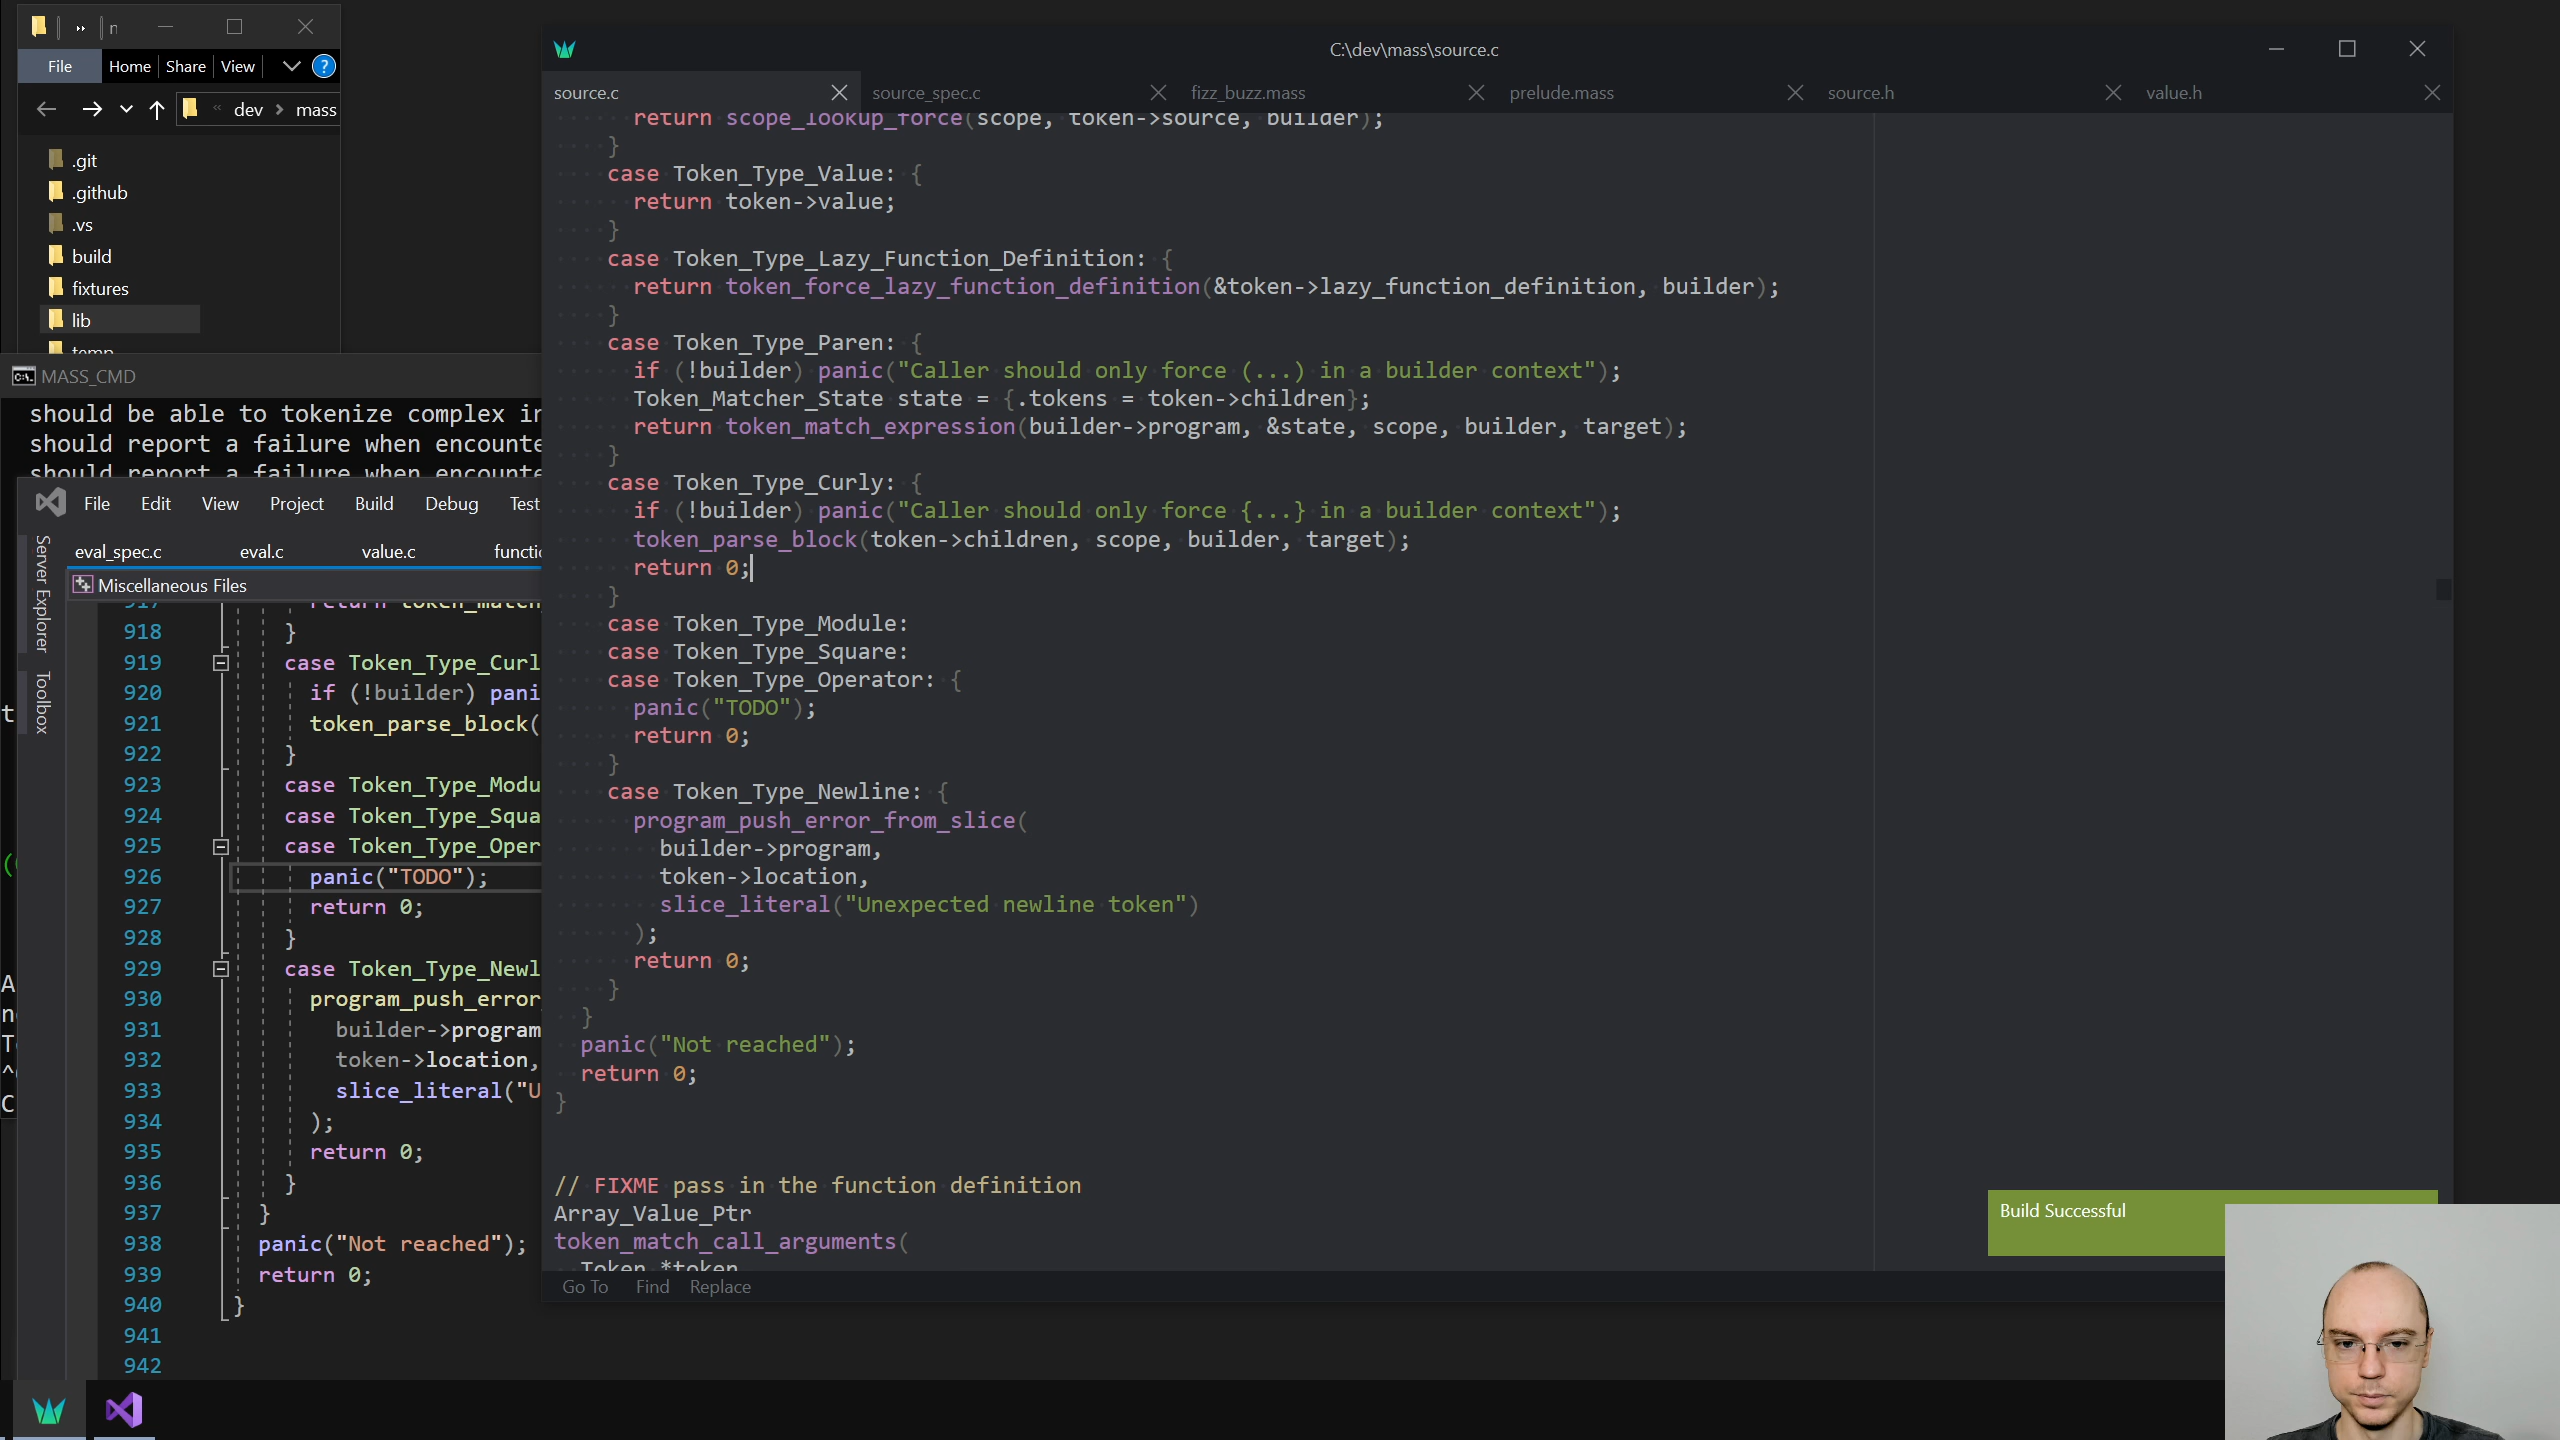 n
File Home Share View
dev mass
.git
.github
.vs
build
fixtures
lib
temp
MASS_CMD
should be able to tokenize complex in
should report a failure when encounte
should report a failure when encounte
File Edit View Project Build Debug Test
Server Explorer
Toolbox
eval_spec.c eval.c value.c functio
Miscellaneous Files
917 return token_match
918 }
919 case Token_Type_Curl
920 if (!builder) pani
921 token_parse_block(
922 }
923 case Token_Type_Modu
924 case Token_Type_Squa
925 case Token_Type_Oper
926 panic("TODO");
927 return 0;
928 }
929 case Token_Type_Newl
930 program_push_error
931 builder->program
932 token->location,
933 slice_literal("U
934 );
935 return 0;
936 }
937 }
938 panic("Not reached");
939 return 0;
940 }
941
942
C:\dev\mass\source.c
source.c source_spec.c fizz_buzz.mass prelude.mass source.h value.h
return scope_lookup_force(scope, token->source, builder);
}
case Token_Type_Value: {
return token->value;
}
case Token_Type_Lazy_Function_Definition: {
return token_force_lazy_function_definition(&token->lazy_function_definition, builder);
}
case Token_Type_Paren: {
if (!builder) panic("Caller should only force (...) in a builder context");
Token_Matcher_State state = {.tokens = token->children};
return token_match_expression(builder->program, &state, scope, builder, target);
}
case Token_Type_Curly: {
if (!builder) panic("Caller should only force {...} in a builder context");
token_parse_block(token->children, scope, builder, target);
return 0;
}
case Token_Type_Module:
case Token_Type_Square:
case Token_Type_Operator: {
panic("TODO");
return 0;
}
case Token_Type_Newline: {
program_push_error_from_slice(
builder->program,
token->location,
slice_literal("Unexpected newline token")
);
return 0;
}
}
panic("Not reached");
return 0;
}
// FIXME pass in the function definition
Array_Value_Ptr
token_match_call_arguments(
Token *token
Go To Find Replace
Build Successful